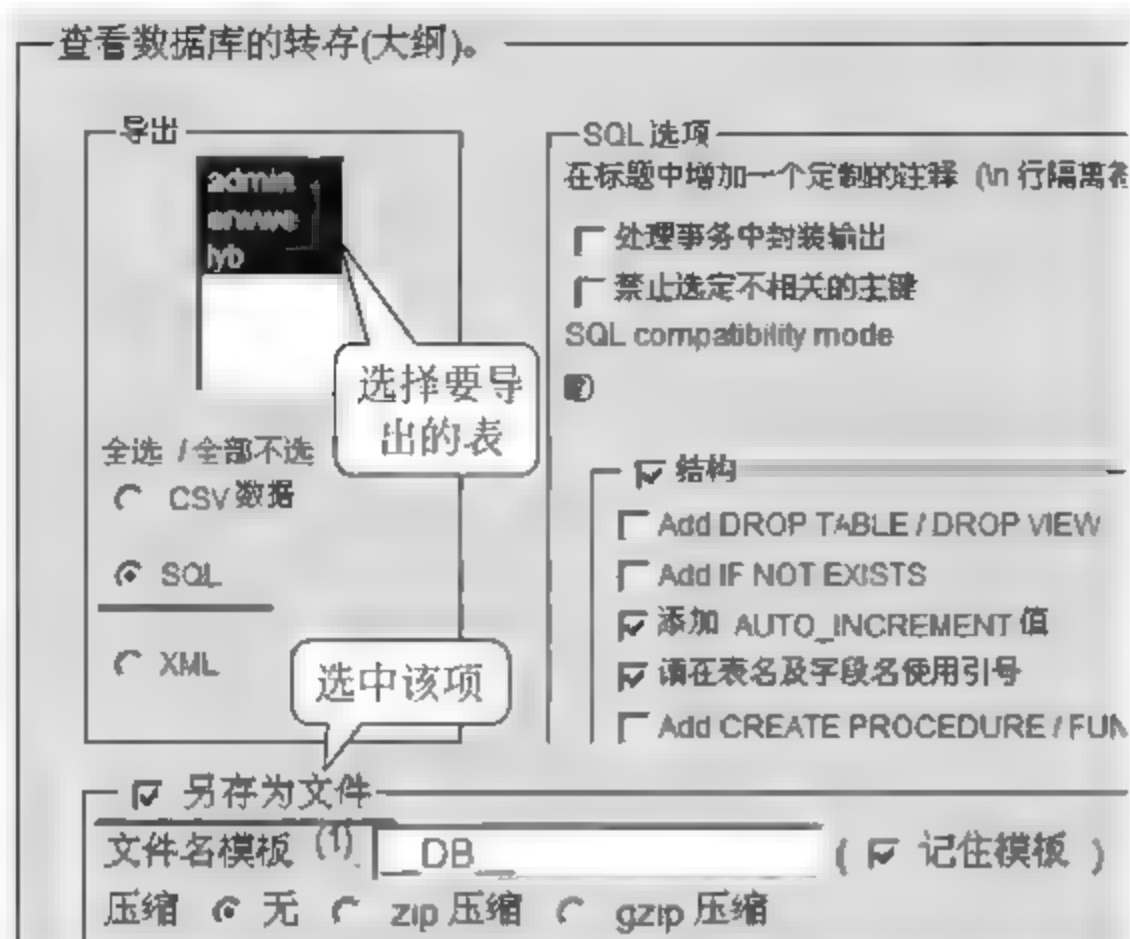 查看数据库的转存(大纲)。
导出
admin
lyb
选择要导
出的表
全选 / 全部不选
CSV 数据
SQL
XML
选中该项
SQL 选项
在标题中增加一个定制的注释 (\n 行隔离符
处理事务中封装输出
禁止选定不相关的主键
SQL compatibility mode
结构
Add DROP TABLE / DROP VIEW
Add IF NOT EXISTS
添加 AUTO_INCREMENT 值
请在表名及字段名使用引号
Add CREATE PROCEDURE / FUN
另存为文件
文件名模板 (1) __DB__ ( 记住模板 )
压缩 无 zip 压缩 gzip 压缩